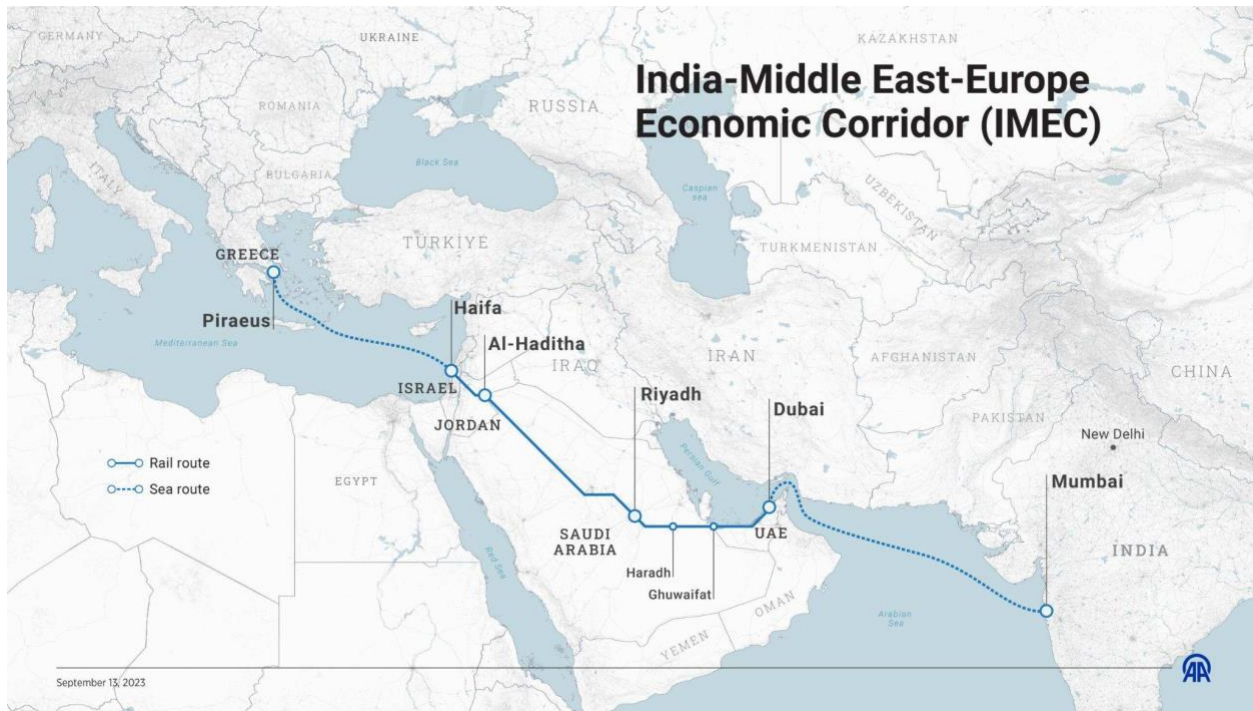 GERMANY
UKRAINE
KAZAKHSTAN
India-Middle East-Europe
Economic Corridor (IMEC)
ROMANIA
RUSSIA
Black Sea
ITALY
BULGARIA
Caspian
sea
UZBEKISTAN
TÜRKİYE
TURKMENISTAN
GREECE
Piraeus
Haifa
Mediterranean Sea
Al-Haditha
IRAQ
IRAN
AFGHANISTAN
CHINA
ISRAEL
Riyadh
Dubai
JORDAN
PAKISTAN
New Delhi
Persian Gulf
Rail route
Sea route
EGYPT
Mumbai
SAUDI
ARABIA
UAE
INDIA
Red Sea
Haradh
Ghuwaifat
OMAN
Arabian
Sea
YEMEN
September 13, 2023
AA